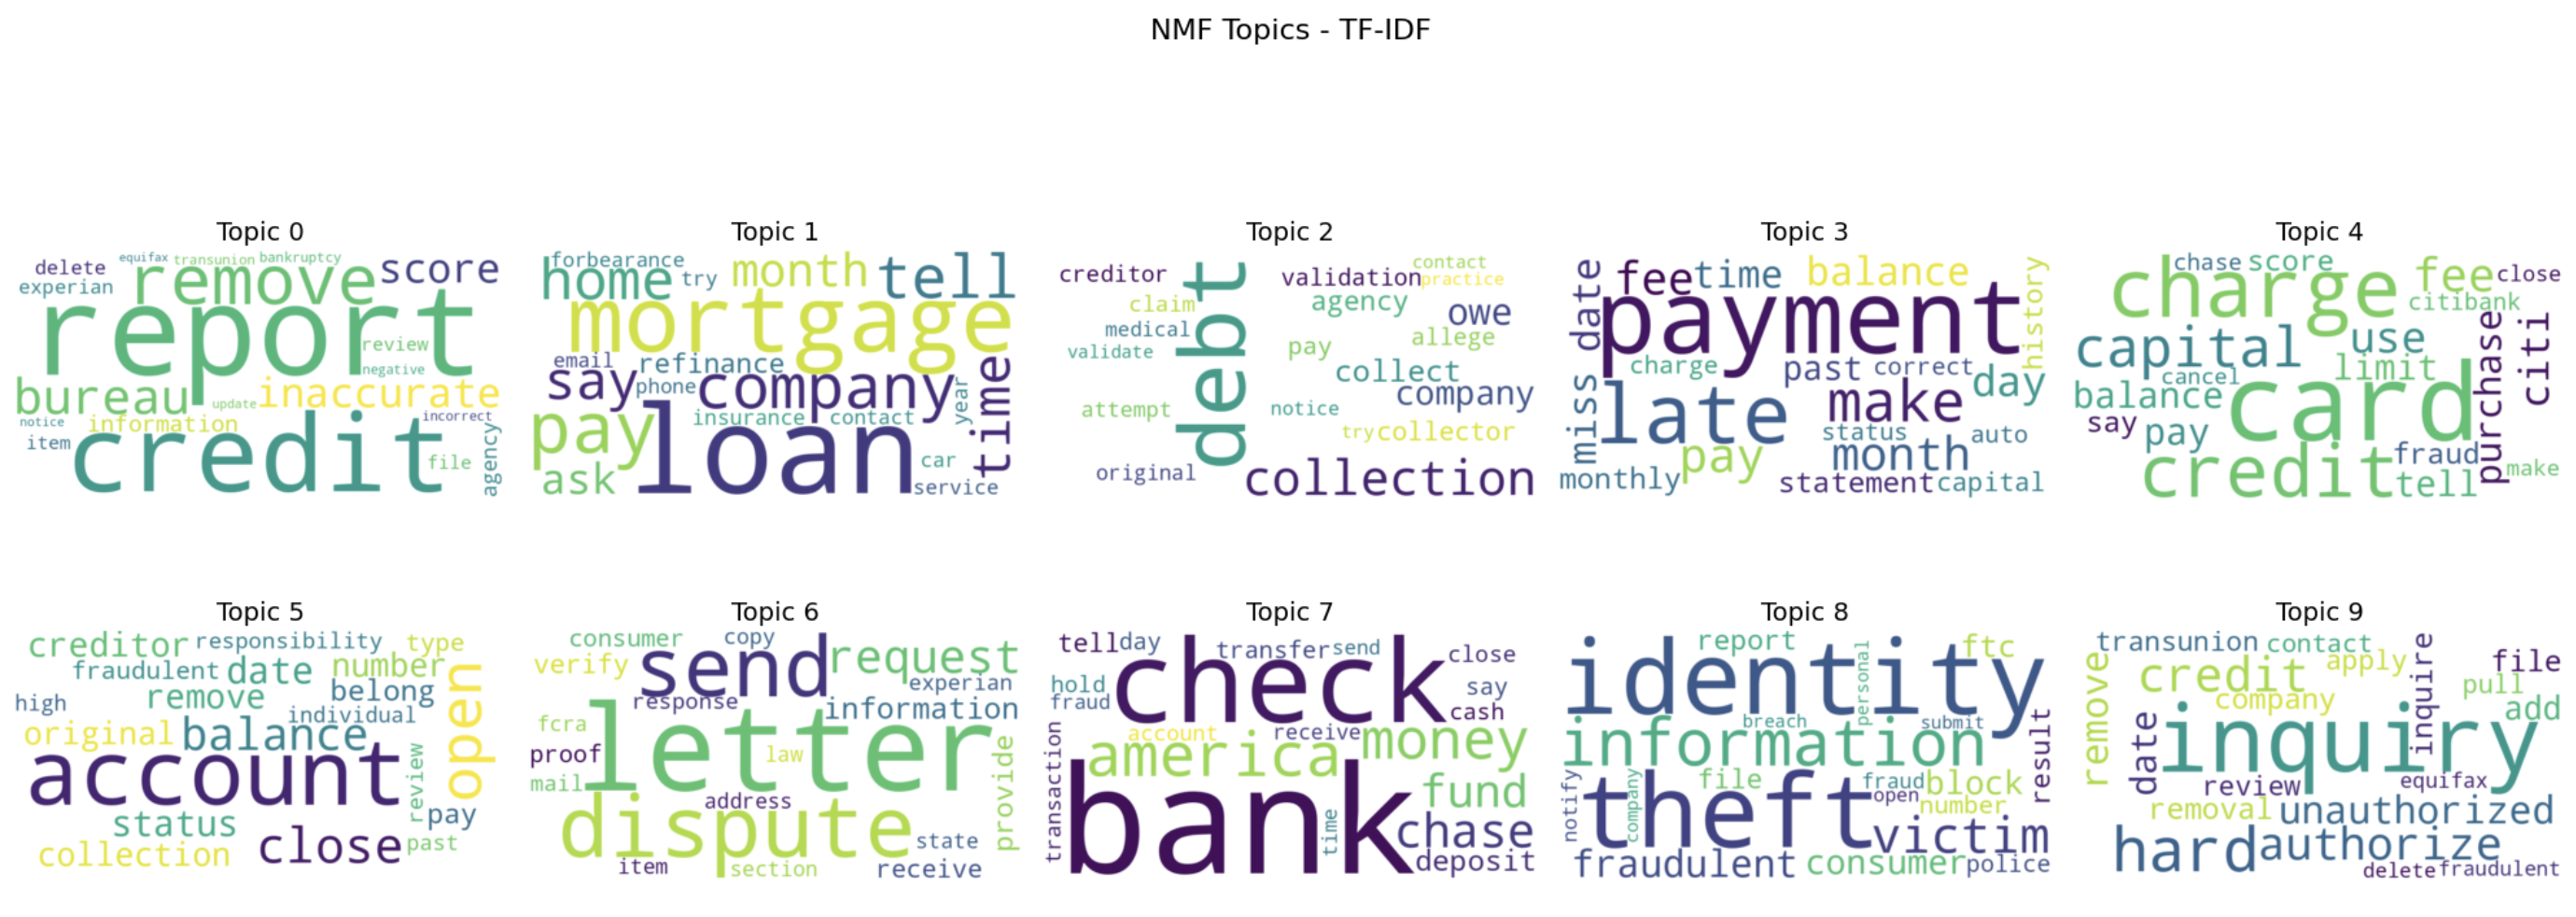 NMF Topics - TF-IDF
Topic 0
equifax transunion bankruptcy
delete remove score
experian
report
review
negative
bureau update inaccurate
notice information incorrect
item credit file agency
Topic 1
forbearance
home try month tell
mortgage
email refinance
say phone company year time
insurance contact
pay loan car
ask service
Topic 2
contact
creditor validation practice
claim agency owe
medical debt allege
validate pay
collect
company
attempt notice
try collector
original collection
Topic 3
date fee time balance history
payment
charge past correct
miss late make day
status auto
pay month
monthly statement capital
Topic 4
chase score fee close
charge citibank
capital use purchase citi
cancel limit
balance card
say pay fraud
credit tell make
Topic 5
creditor responsibility type
fraudulent date number
remove belong
high individual open
original balance
account review
status pay
collection close past
Topic 6
consumer copy
verify send request
response experian
information
fcra letter
proof law provide
mail address
dispute state
item section receive
Topic 7
tell day transfer send close
hold check say
fraud cash
account receive
transaction america money
bank fund
time chase
deposit
Topic 8
report personal ftc
identity
breach submit
information result
notify company file fraud block
theft open number
victim
fraudulent consumer police
Topic 9
transunion contact inquire file
remove credit apply pull
company add
date inquiry
review equifax
removal unauthorized
hard authorize
delete fraudulent